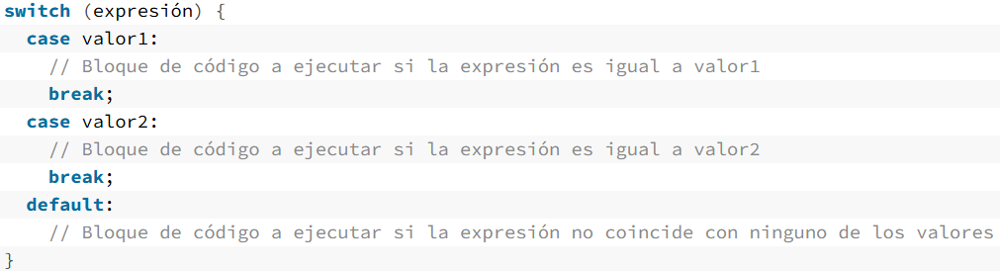 switch (expresión) {
  case valor1:
    // Bloque de código a ejecutar si la expresión es igual a valor1
    break;
  case valor2:
    // Bloque de código a ejecutar si la expresión es igual a valor2
    break;
  default:
    // Bloque de código a ejecutar si la expresión no coincide con ninguno de los valores
}